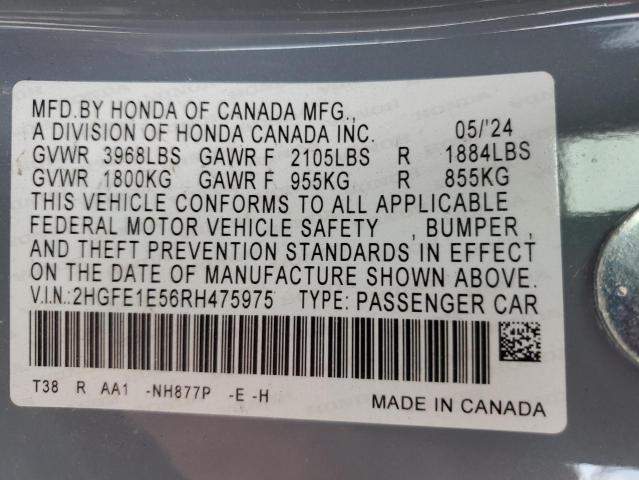 MFD.BY HONDA OF CANADA MFG.,
A DIVISION OF HONDA CANADA INC. 05/'24
GVWR 3968LBS GAWR F 2105LBS R 1884LBS
GVWR 1800KG GAWR F 955KG R 855KG
THIS VEHICLE CONFORMS TO ALL APPLICABLE
FEDERAL MOTOR VEHICLE SAFETY , BUMPER,
AND THEFT PREVENTION STANDARDS IN EFFECT
ON THE DATE OF MANUFACTURE SHOWN ABOVE.
V.I.N.:2HGFE1E56RH475975 TYPE: PASSENGER CAR
T38 R AA1 -NH877P -E -H
MADE IN CANADA